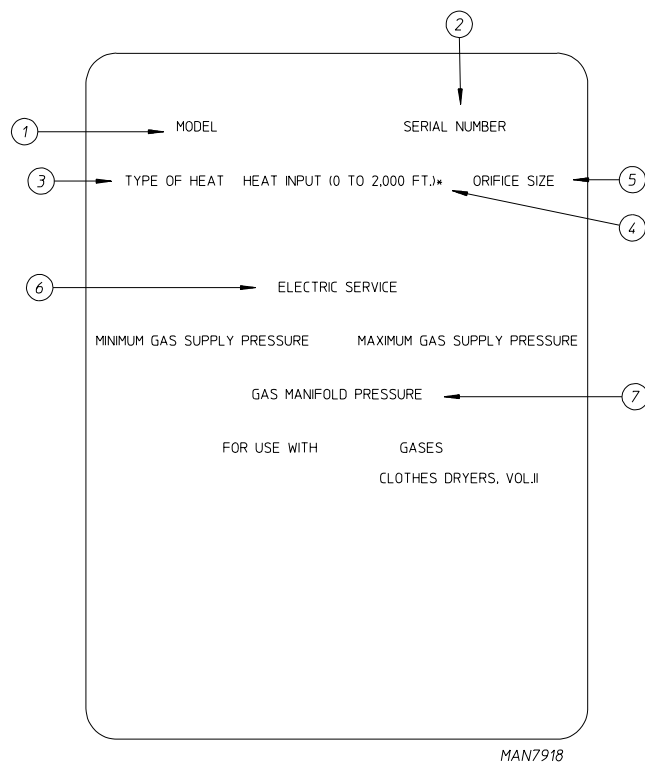 2
1 MODEL SERIAL NUMBER
3 TYPE OF HEAT HEAT INPUT (0 TO 2,000 FT.)* ORIFICE SIZE 5
4
6 ELECTRIC SERVICE
MINIMUM GAS SUPPLY PRESSURE MAXIMUM GAS SUPPLY PRESSURE
GAS MANIFOLD PRESSURE 7
FOR USE WITH GASES
CLOTHES DRYERS, VOL.II
MAN7918